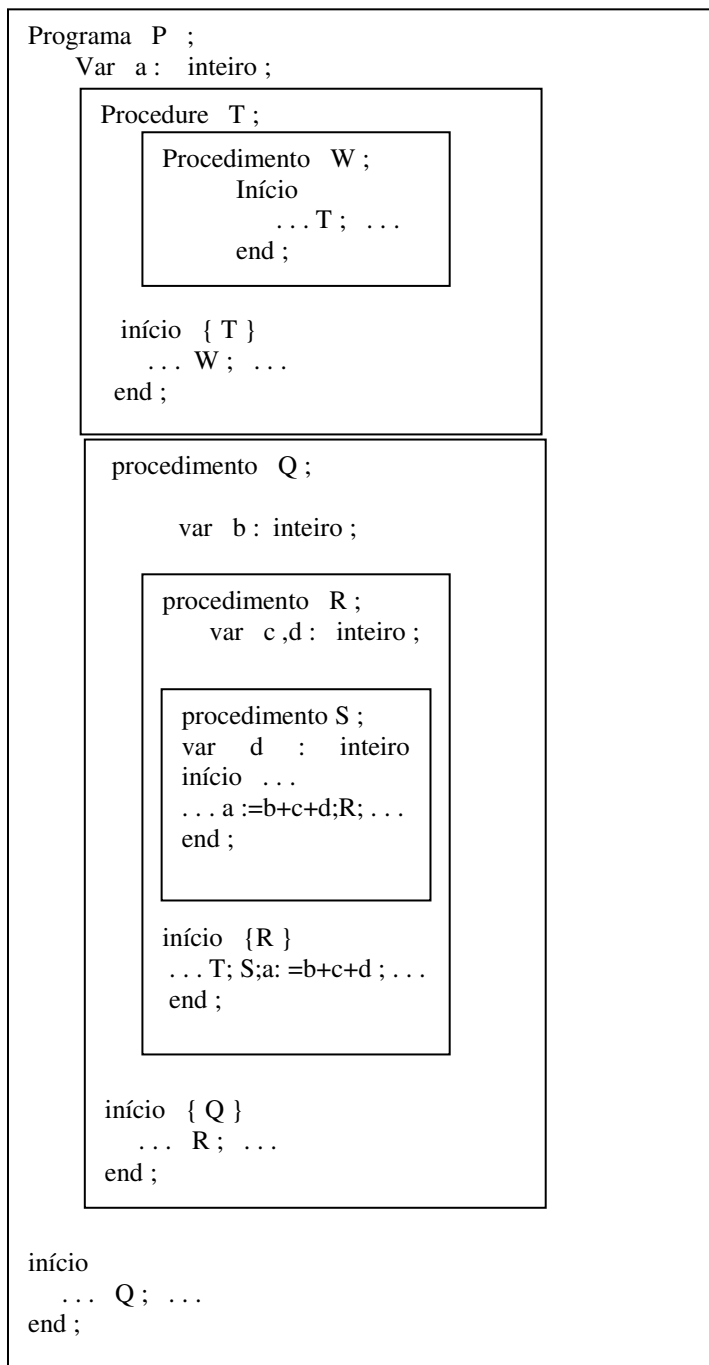 Programa P ;
Var a : inteiro ;
Procedure T ;
Procedimento W ;
Início
. . . T ; . . .
end ;
início { T }
. . . W ; . . .
end ;
procedimento Q ;
var b : inteiro ;
procedimento R ;
var c ,d : inteiro ;
procedimento S ;
var d : inteiro
início . . .
. . . a :=b+c+d;R; . . .
end ;
início {R }
. . . T; S;a: =b+c+d ; . . .
end ;
início { Q }
. . . R ; . . .
end ;
início
. . . Q ; . . .
end ;